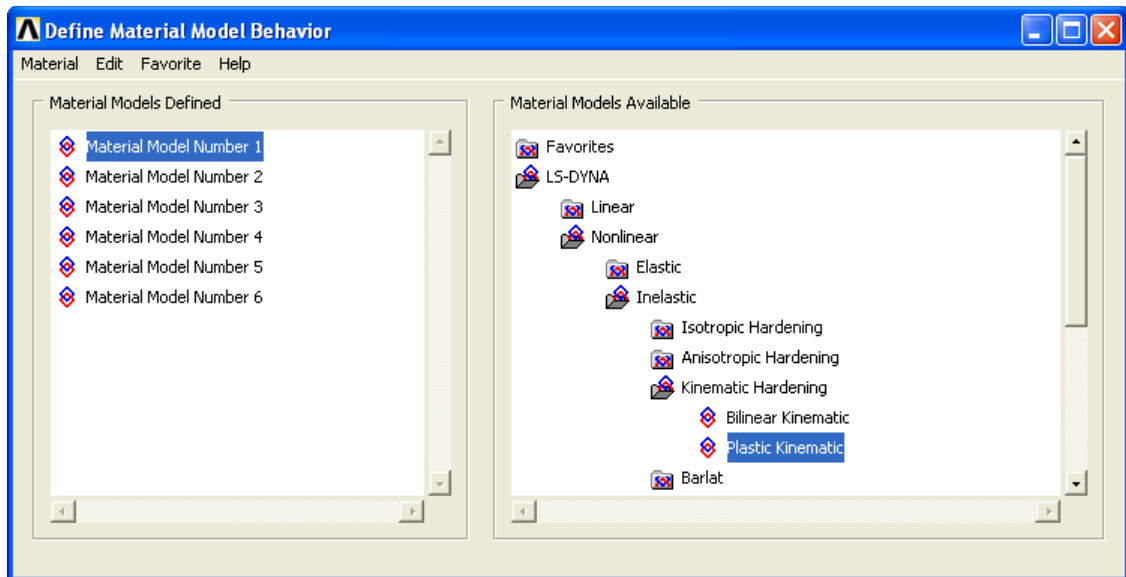 Define Material Model Behavior
Material Edit Favorite Help
Material Models Defined
Material Model Number 1
Material Model Number 2
Material Model Number 3
Material Model Number 4
Material Model Number 5
Material Model Number 6
Material Models Available
Favorites
LS-DYNA
Linear
Nonlinear
Elastic
Inelastic
Isotropic Hardening
Anisotropic Hardening
Kinematic Hardening
Bilinear Kinematic
Plastic Kinematic
Barlat